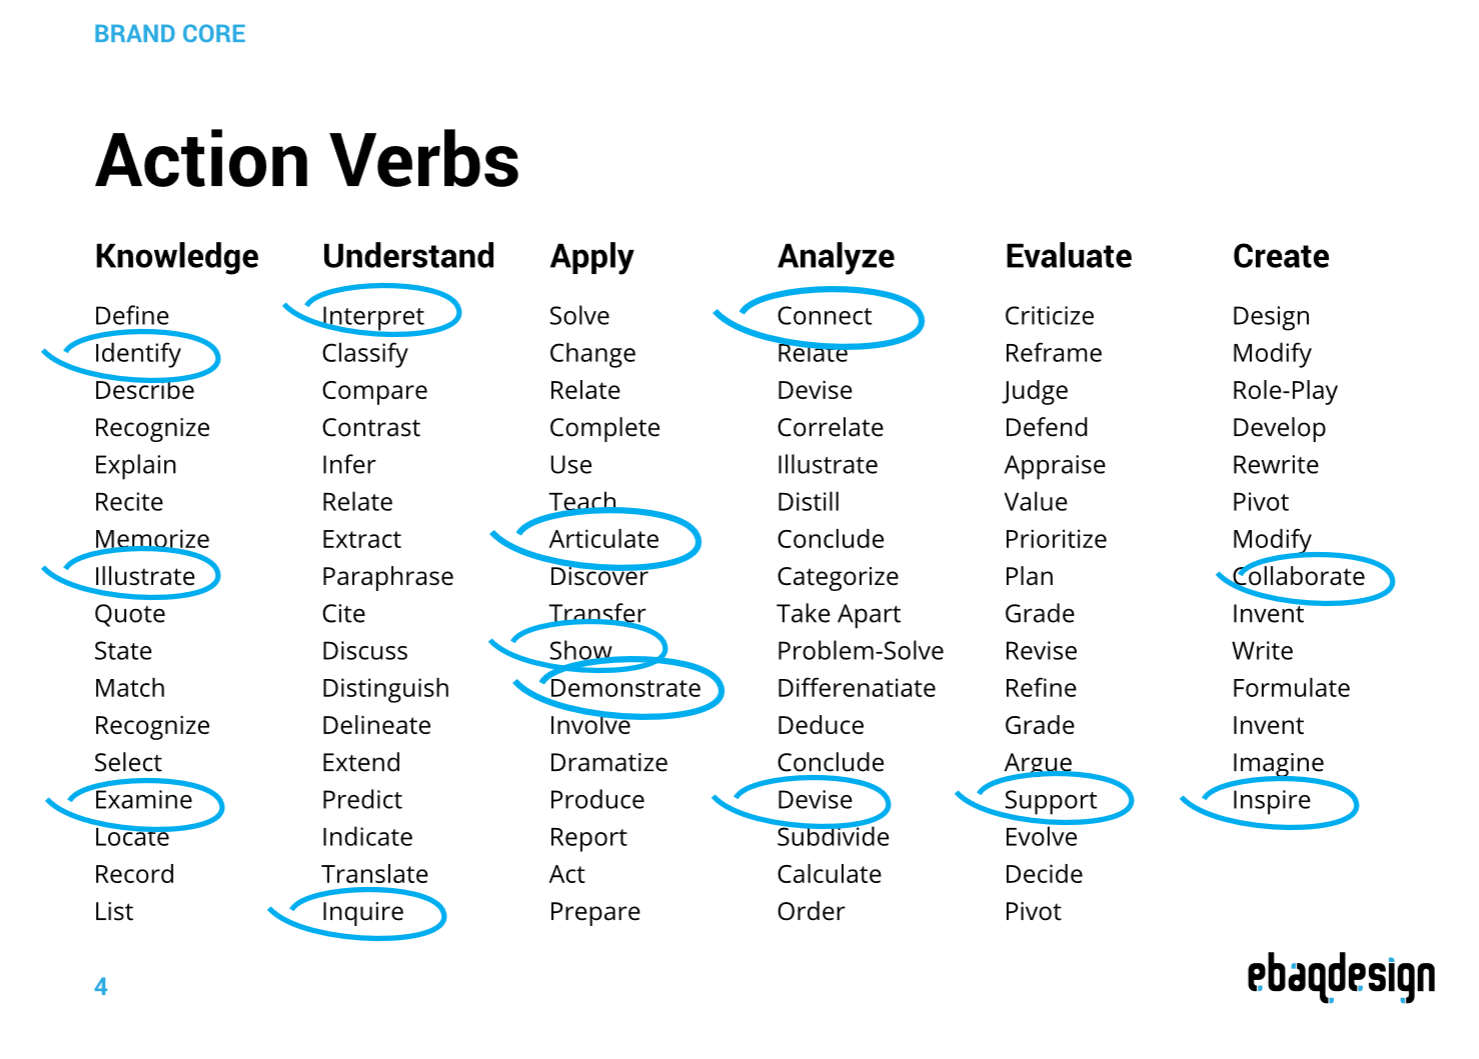 BRAND CORE
Action Verbs
Knowledge
Define
Identify
Describe
Recognize
Explain
Recite
Memorize
Illustrate
Quote
State
Match
Recognize
Select
Examine
Locate
Record
List
Understand
Interpret
Classify
Compare
Contrast
Infer
Relate
Extract
Paraphrase
Cite
Discuss
Distinguish
Delineate
Extend
Predict
Indicate
Translate
Inquire
Apply
Solve
Change
Relate
Complete
Use
Teach
Articulate
Discover
Transfer
Show
Demonstrate
Involve
Dramatize
Produce
Report
Act
Prepare
Analyze
Connect
Relate
Devise
Correlate
Illustrate
Distill
Conclude
Categorize
Take Apart
Problem-Solve
Differenatiate
Deduce
Conclude
Devise
Subdivide
Calculate
Order
Evaluate
Criticize
Reframe
Judge
Defend
Appraise
Value
Prioritize
Plan
Grade
Revise
Refine
Grade
Argue
Support
Evolve
Decide
Pivot
Create
Design
Modify
Role-Play
Develop
Rewrite
Pivot
Modify
Collaborate
Invent
Write
Formulate
Invent
Imagine
Inspire
4
ebaqdesign